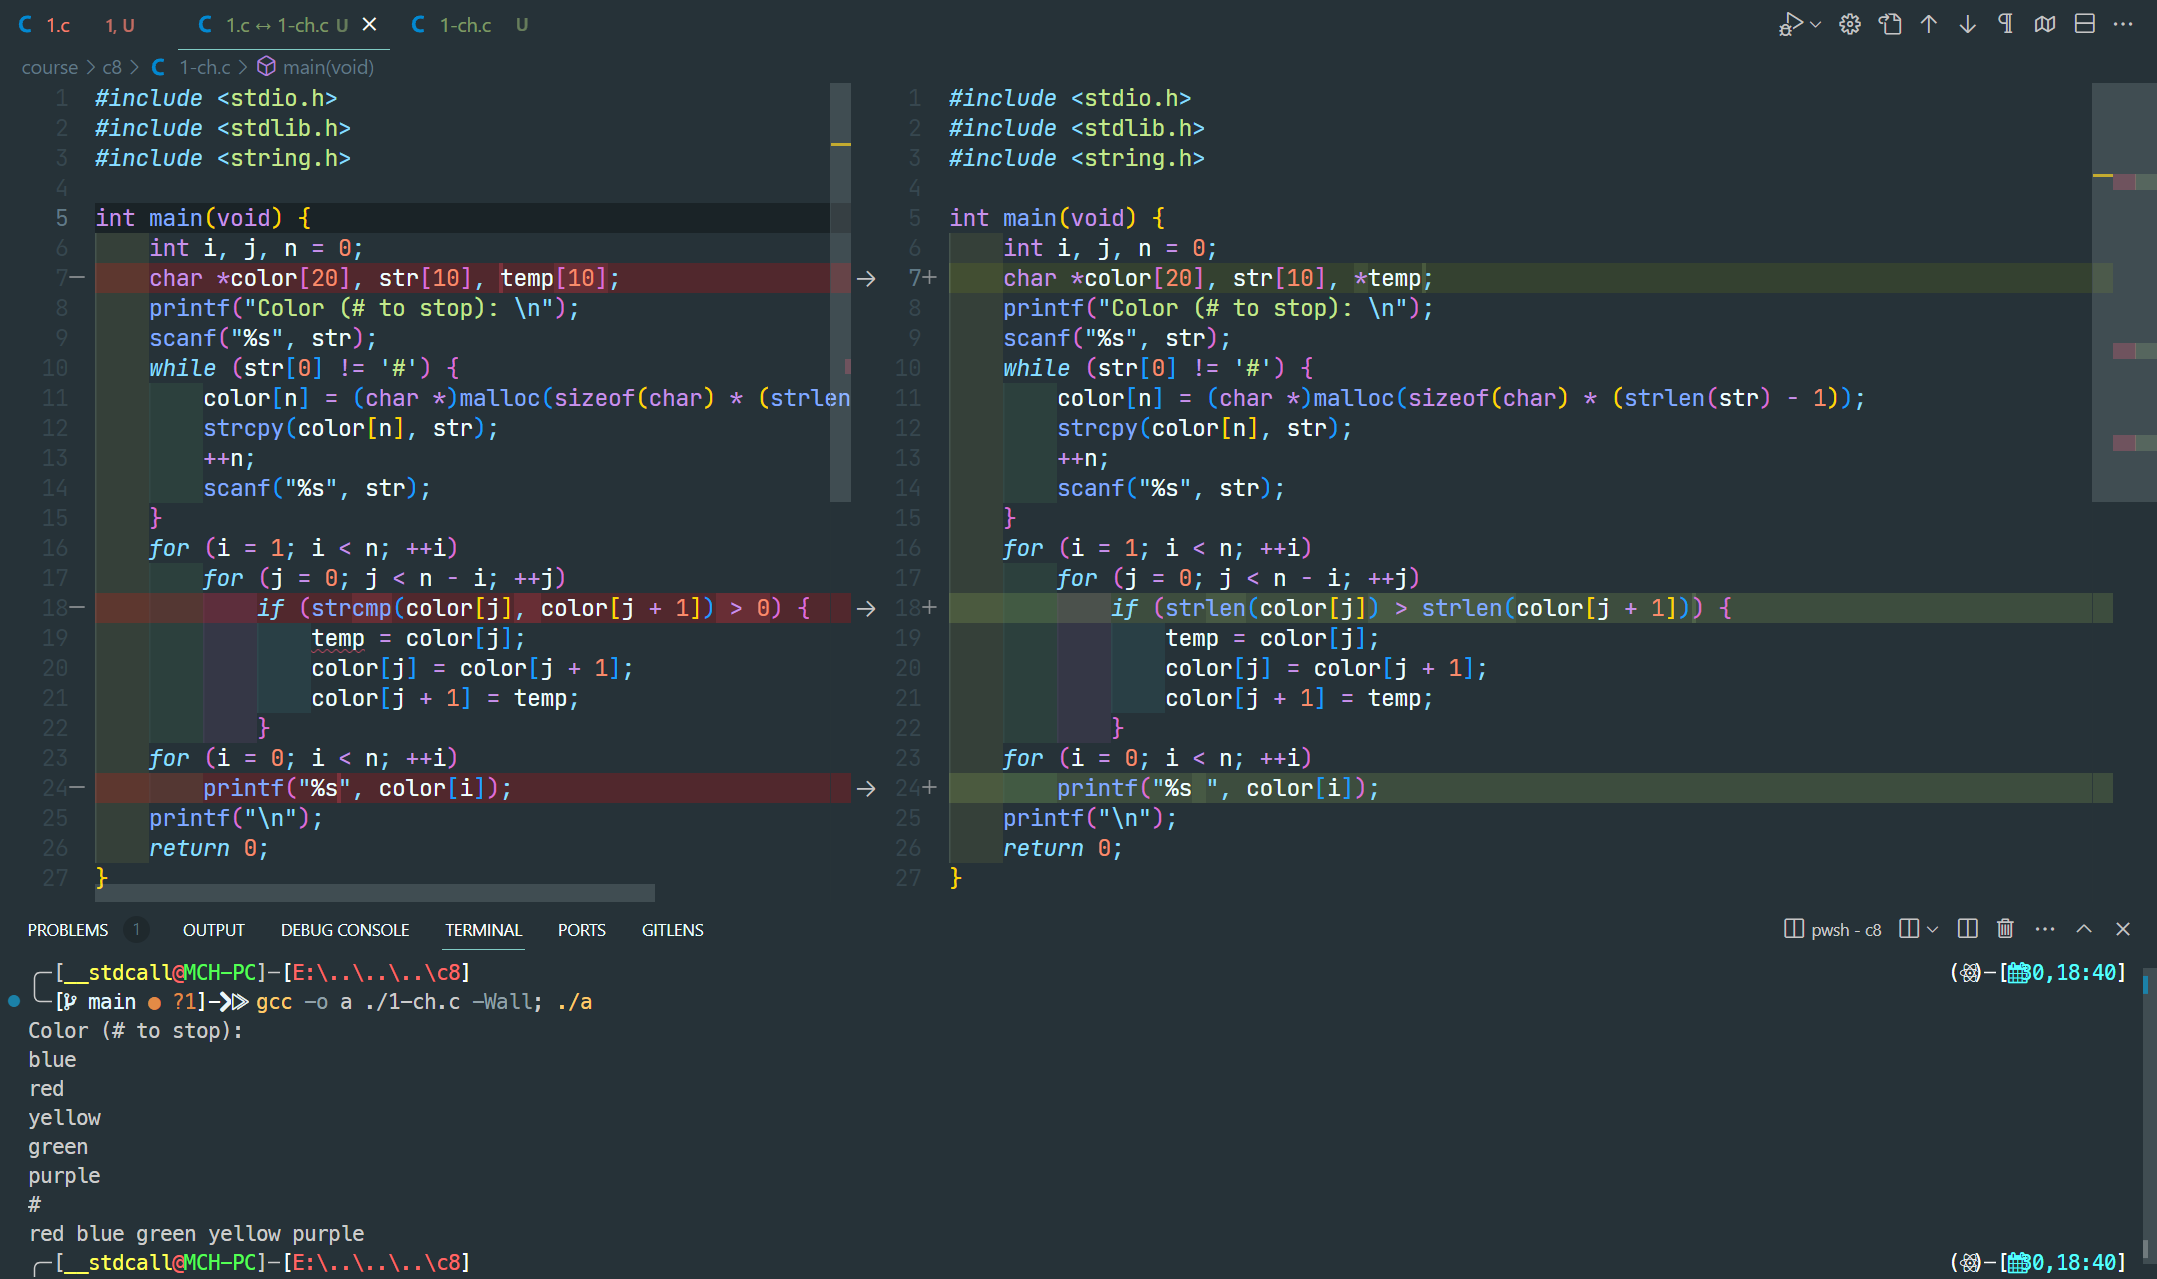 C 1.c 1, U C 1.c ↔ 1-ch.c U × C 1-ch.c U
course > c8 > C 1-ch.c > main(void)
1 #include <stdio.h>
2 #include <stdlib.h>
3 #include <string.h>
4
5 int main(void) {
6 int i, j, n = 0;
7− char *color[20], str[10], temp[10];
8 printf("Color (# to stop): \n");
9 scanf("%s", str);
10 while (str[0] != '#') {
11 color[n] = (char *)malloc(sizeof(char) * (strlen
12 strcpy(color[n], str);
13 ++n;
14 scanf("%s", str);
15 }
16 for (i = 1; i < n; ++i)
17 for (j = 0; j < n - i; ++j)
18− if (strcmp(color[j], color[j + 1]) > 0) {
19 temp = color[j];
20 color[j] = color[j + 1];
21 color[j + 1] = temp;
22 }
23 for (i = 0; i < n; ++i)
24− printf("%s", color[i]);
25 printf("\n");
26 return 0;
27 }
1 #include <stdio.h>
2 #include <stdlib.h>
3 #include <string.h>
4
5 int main(void) {
6 int i, j, n = 0;
7+ char *color[20], str[10], *temp;
8 printf("Color (# to stop): \n");
9 scanf("%s", str);
10 while (str[0] != '#') {
11 color[n] = (char *)malloc(sizeof(char) * (strlen(str) - 1));
12 strcpy(color[n], str);
13 ++n;
14 scanf("%s", str);
15 }
16 for (i = 1; i < n; ++i)
17 for (j = 0; j < n - i; ++j)
18+ if (strlen(color[j]) > strlen(color[j + 1])) {
19 temp = color[j];
20 color[j] = color[j + 1];
21 color[j + 1] = temp;
22 }
23 for (i = 0; i < n; ++i)
24+ printf("%s ", color[i]);
25 printf("\n");
26 return 0;
27 }
PROBLEMS 1 OUTPUT DEBUG CONSOLE TERMINAL PORTS GITLENS pwsh - c8
[__stdcall@MCH-PC]-[E:\..\..\..\c8] 30,18:40]
[main ● ?1] gcc -o a ./1-ch.c -Wall; ./a
Color (# to stop):
blue
red
yellow
green
purple
#
red blue green yellow purple
[__stdcall@MCH-PC]-[E:\..\..\..\c8] 30,18:40]